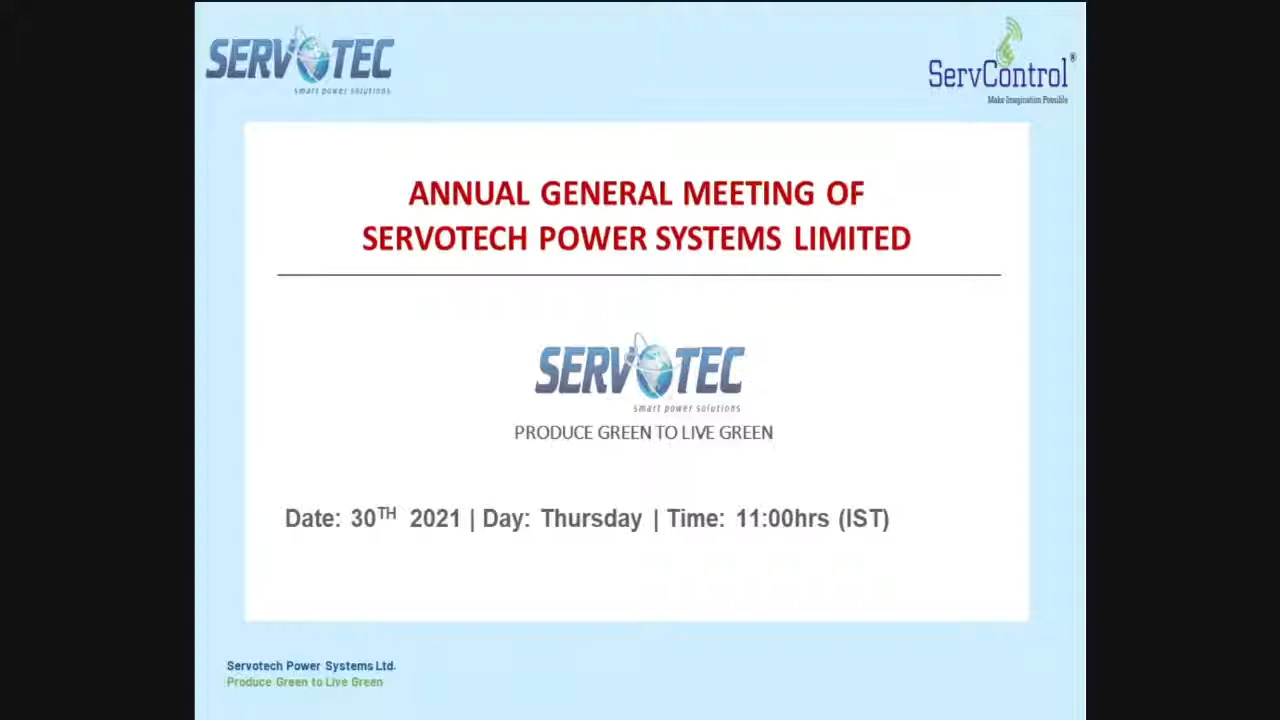 SERVOTEC
smart power solutions
ServControl®
Make Imagination Possible
ANNUAL GENERAL MEETING OF
SERVOTECH POWER SYSTEMS LIMITED
SERVOTEC
smart power solutions
PRODUCE GREEN TO LIVE GREEN
Date: 30TH 2021 | Day: Thursday | Time: 11:00hrs (IST)
Servotech Power Systems Ltd.
Produce Green to Live Green